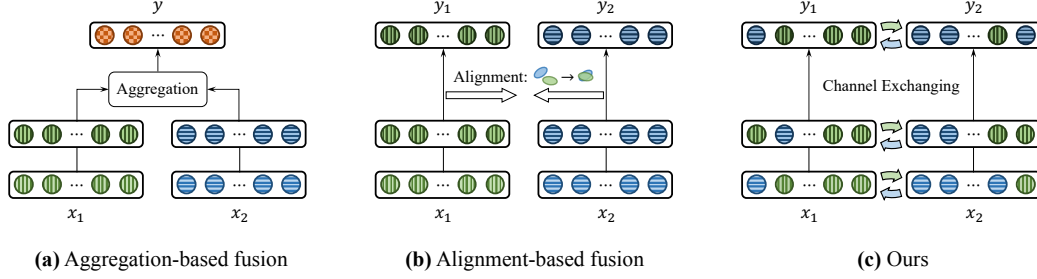 y
Aggregation
...
...
...
...
x₁
x₂
(a) Aggregation-based fusion
y₁
y₂
Alignment:
x₁
x₂
(b) Alignment-based fusion
y₁
y₂
Channel Exchanging
x₁
x₂
(c) Ours